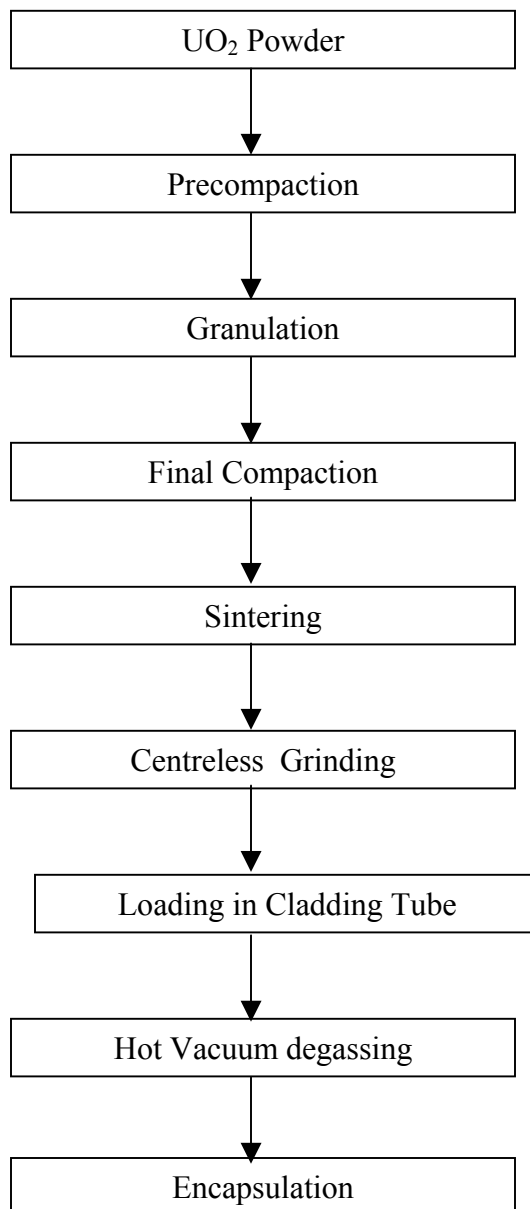 UO₂ Powder
Precompaction
Granulation
Final Compaction
Sintering
Centreless Grinding
Loading in Cladding Tube
Hot Vacuum degassing
Encapsulation